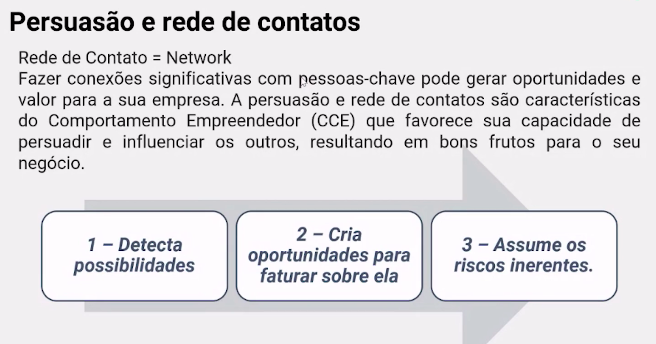 Persuasão e rede de contatos
Rede de Contato = Network
Fazer conexões significativas com pessoas-chave pode gerar oportunidades e
valor para a sua empresa. A persuasão e rede de contatos são características
do Comportamento Empreendedor (CCE) que favorece sua capacidade de
persuadir e influenciar os outros, resultando em bons frutos para o seu
negócio.
1 – Detecta
possibilidades
2 – Cria
oportunidades para
faturar sobre ela
3 – Assume os
riscos inerentes.